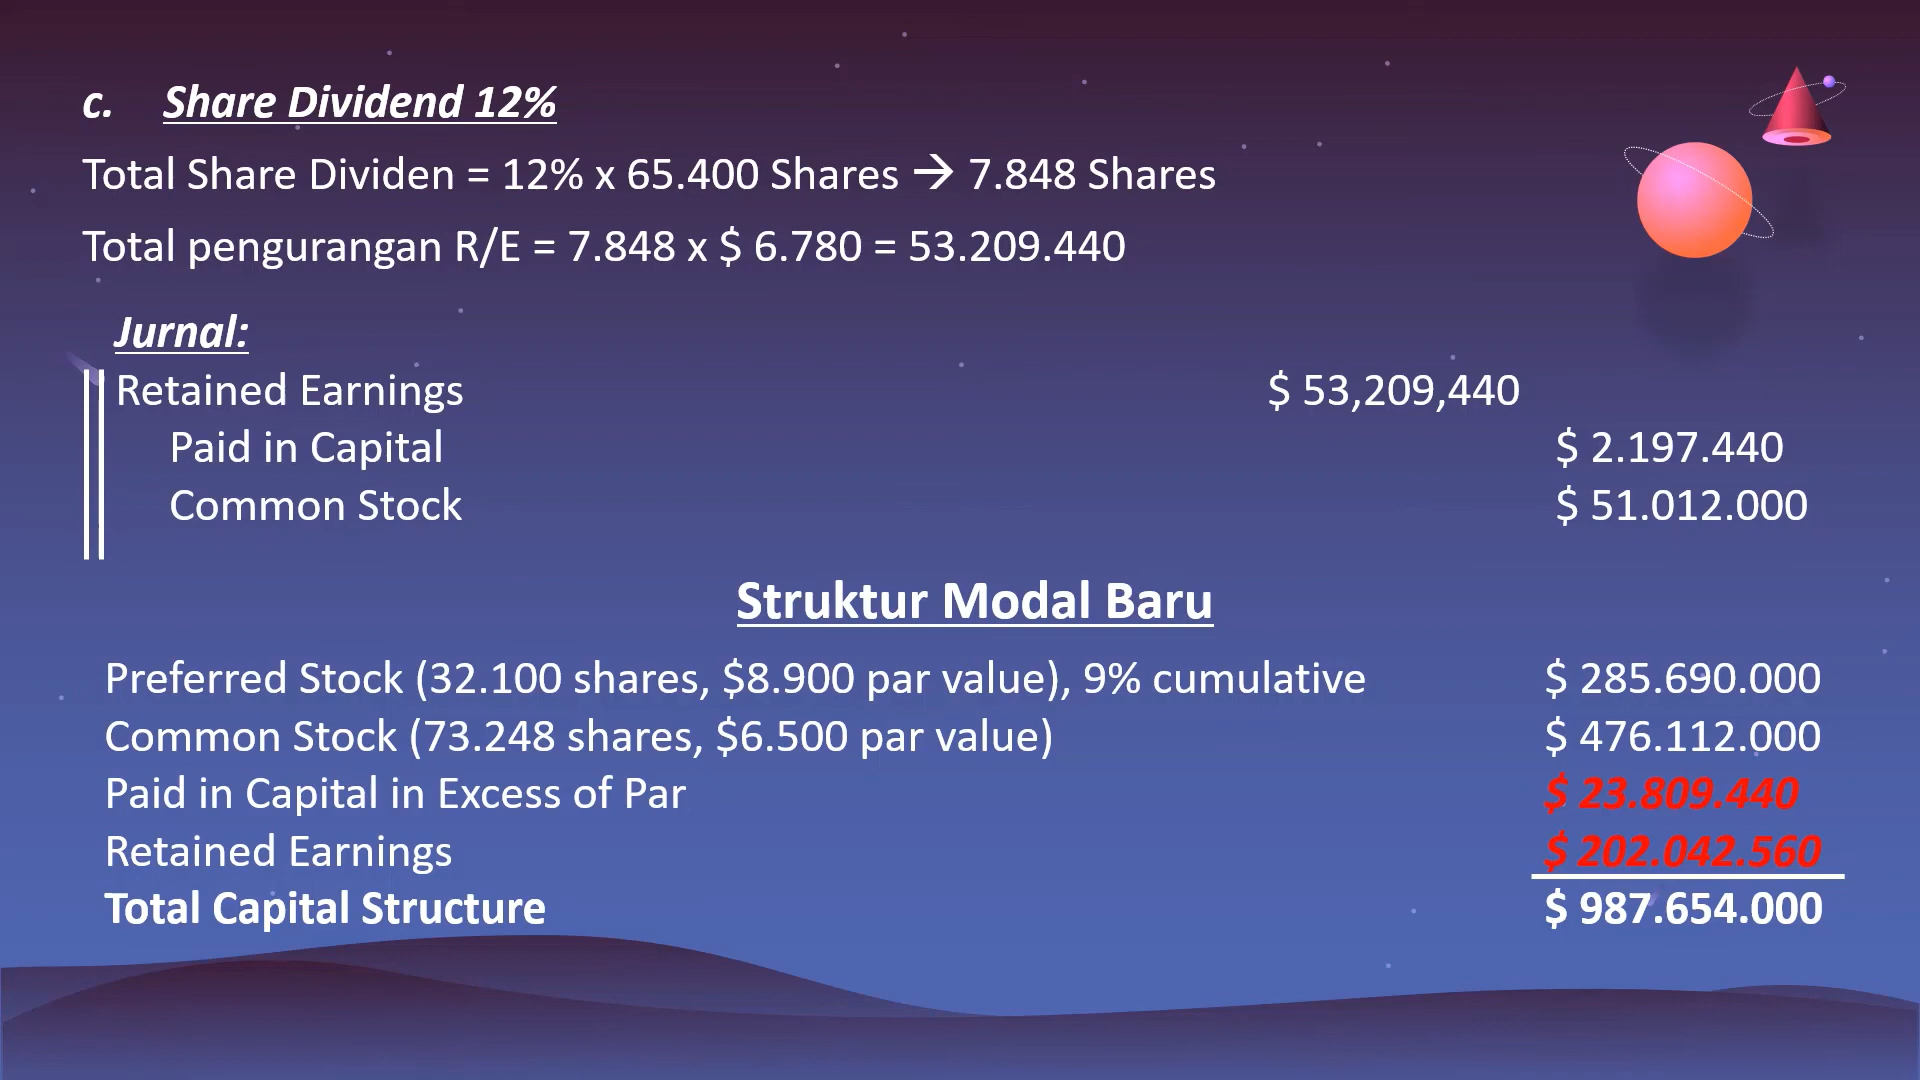 c. Share Dividend 12%
Total Share Dividen = 12% x 65.400 Shares → 7.848 Shares
Total pengurangan R/E = 7.848 x $ 6.780 = 53.209.440
Jurnal:
Retained Earnings $ 53,209,440
Paid in Capital $ 2.197.440
Common Stock $ 51.012.000
Struktur Modal Baru
Preferred Stock (32.100 shares, $8.900 par value), 9% cumulative $ 285.690.000
Common Stock (73.248 shares, $6.500 par value) $ 476.112.000
Paid in Capital in Excess of Par $ 23.809.440
Retained Earnings $ 202.042.560
Total Capital Structure $ 987.654.000